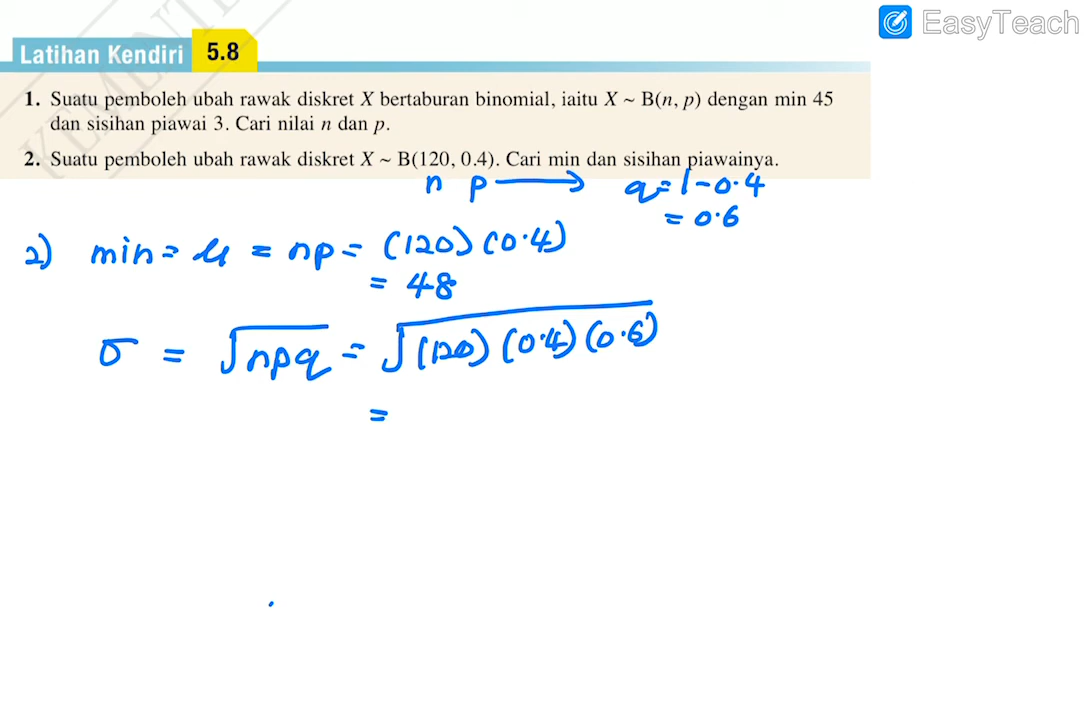 EasyTeach
Latihan Kendiri 5.8
1. Suatu pemboleh ubah rawak diskret X bertaburan binomial, iaitu X ~ B(n, p) dengan min 45
dan sisihan piawai 3. Cari nilai n dan p.
2. Suatu pemboleh ubah rawak diskret X ~ B(120, 0.4). Cari min dan sisihan piawainya.
n p → q = 1 - 0.4
= 0.6
2) min = μ = np = (120)(0.4)
= 48
σ = √npq = √(120)(0.4)(0.6)
=